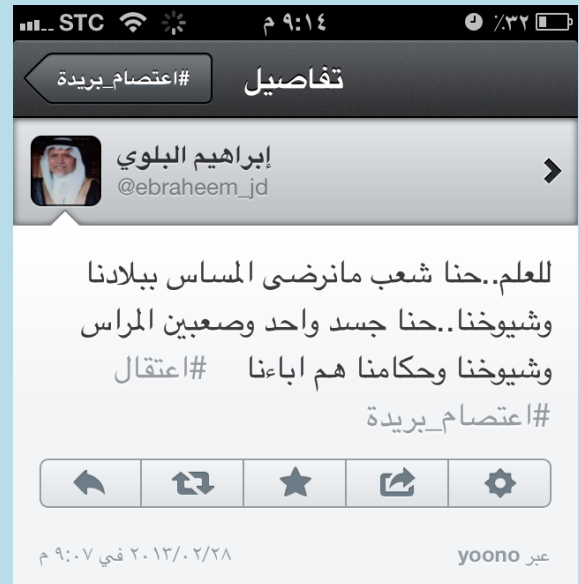 STC ٩:١٤ م ٪٣٢
تفاصيل #اعتصام_بريدة
إبراهيم البلوي
@ebraheem_jd
للعلم..حنا شعب مانرضى المساس ببلادنا
وشيوخنا..حنا جسد واحد وصعبين المراس
وشيوخنا وحكامنا هم اباءنا #اعتقال
#اعتصام_بريدة
٢٠١٣/٠٢/٢٨ في ٩:٠٧ م عبر yoono